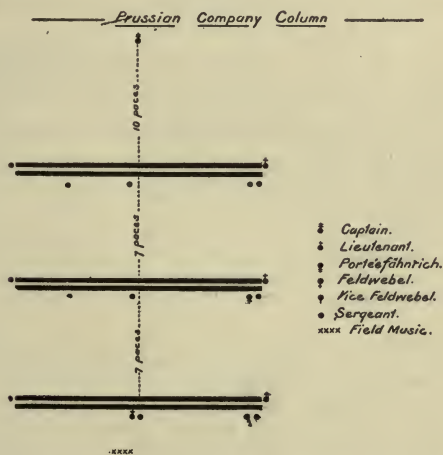 Prussian Company Column
10 paces
7 paces
7 paces
Captain.
Lieutenant.
Porteéfähnrich.
Feldwebel.
Vice Feldwebel.
Sergeant.
xxxx Field Music.
.xxxx